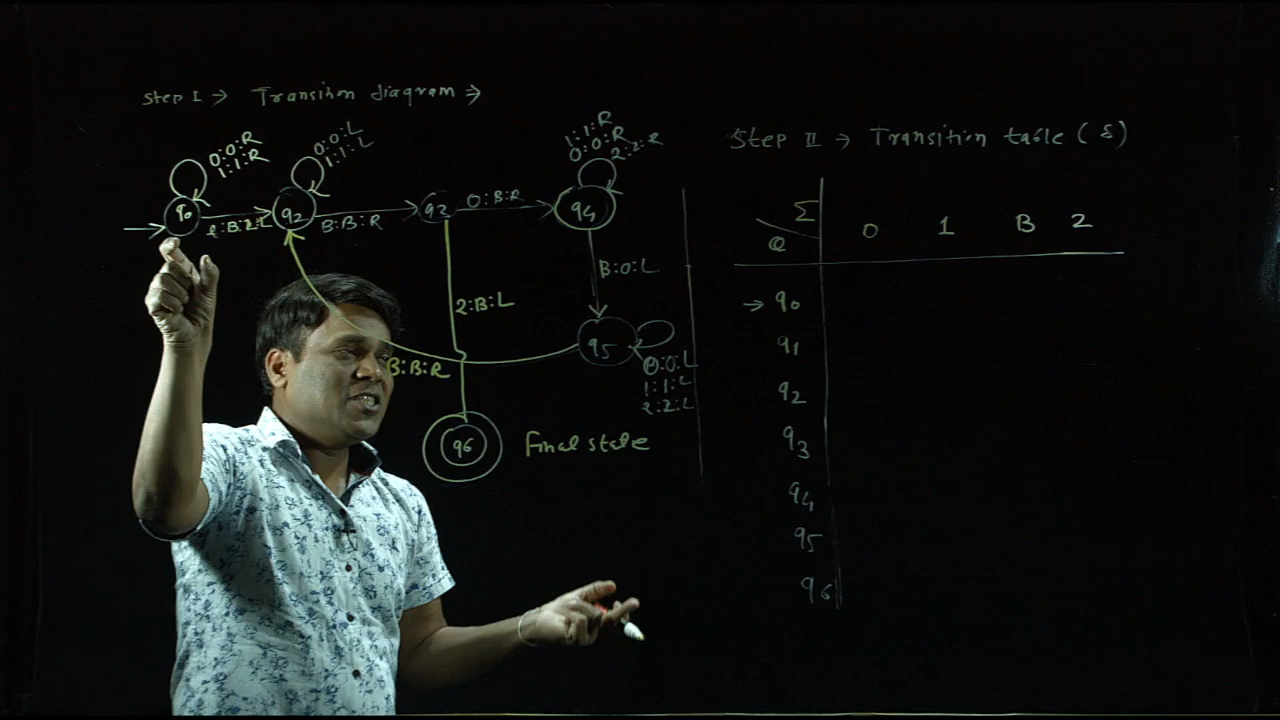 Step I → Transition diagram →
0:0:R
1:1:R
0:0:L
1:1:L
1:1:R
0:0:R
2:2:R
q0
q2
B:B:R
q2
0:B:R
q4
B:0:L
2:B:L
B:B:R
q5
0:0:L
1:1:L
2:2:L
q6
Final state
Step II → Transition table (δ)
Σ
Q
0 1 B 2
→ q0
q1
q2
q3
q4
q5
q6